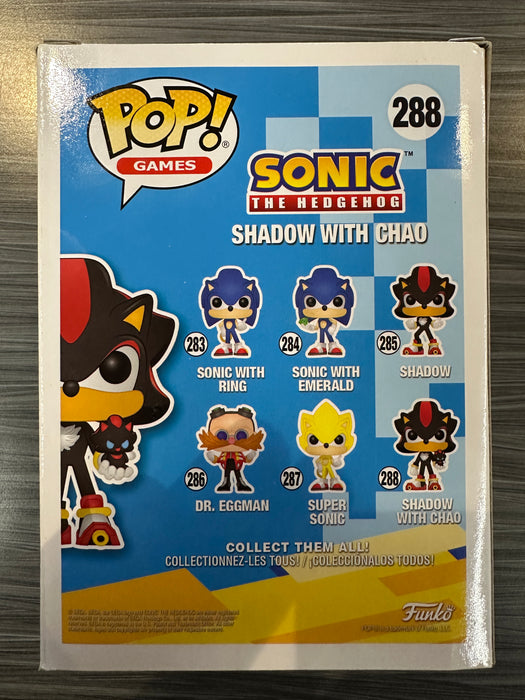 POP!
GAMES
288
SONIC™
THE HEDGEHOG
SHADOW WITH CHAO
283
SONIC WITH
RING
284
SONIC WITH
EMERALD
285
SHADOW
286
DR. EGGMAN
287
SUPER
SONIC
288
SHADOW
WITH CHAO
COLLECT THEM ALL!
COLLECTIONNEZ-LES TOUS! / ¡COLECCIÓNALOS TODOS!
Funko